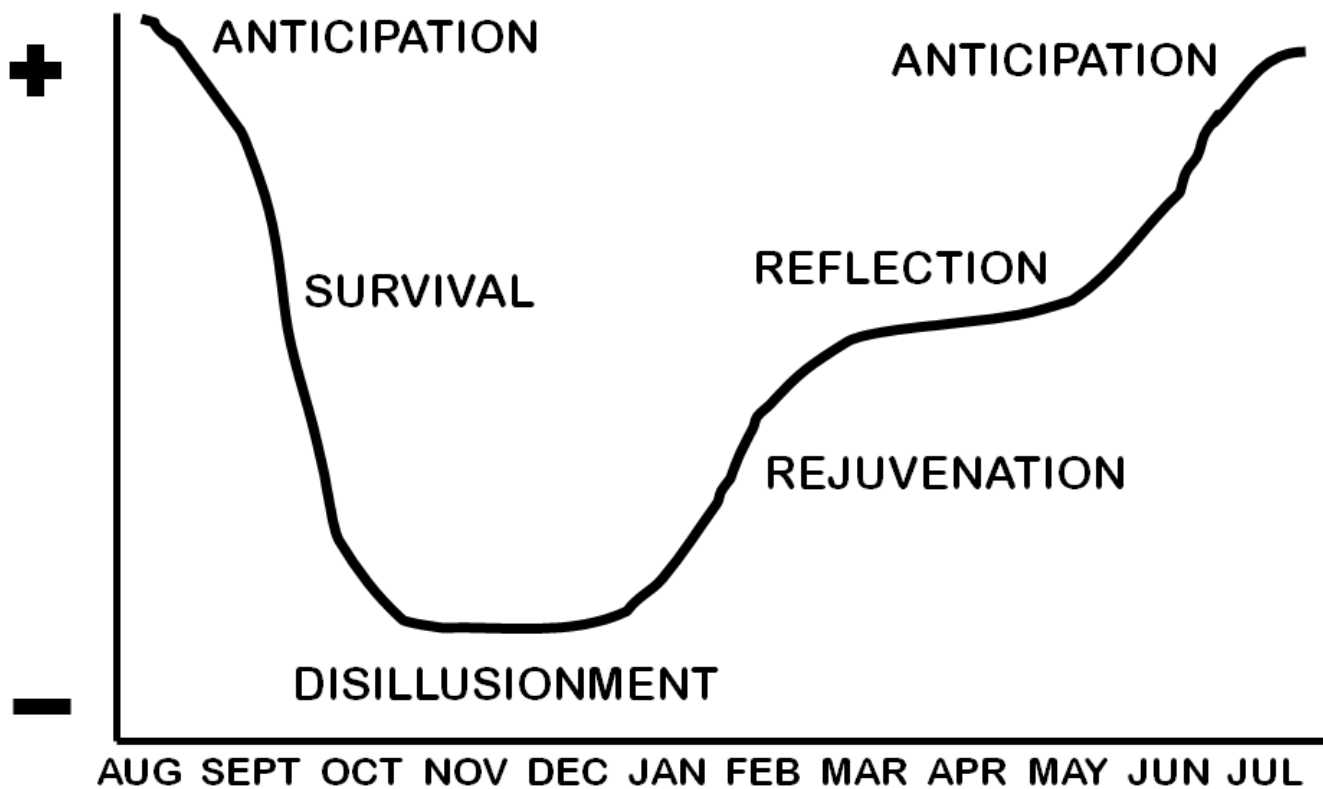 ANTICIPATION
ANTICIPATION
+
REFLECTION
SURVIVAL
REJUVENATION
DISILLUSIONMENT
−
AUG SEPT OCT NOV DEC JAN FEB MAR APR MAY JUN JUL